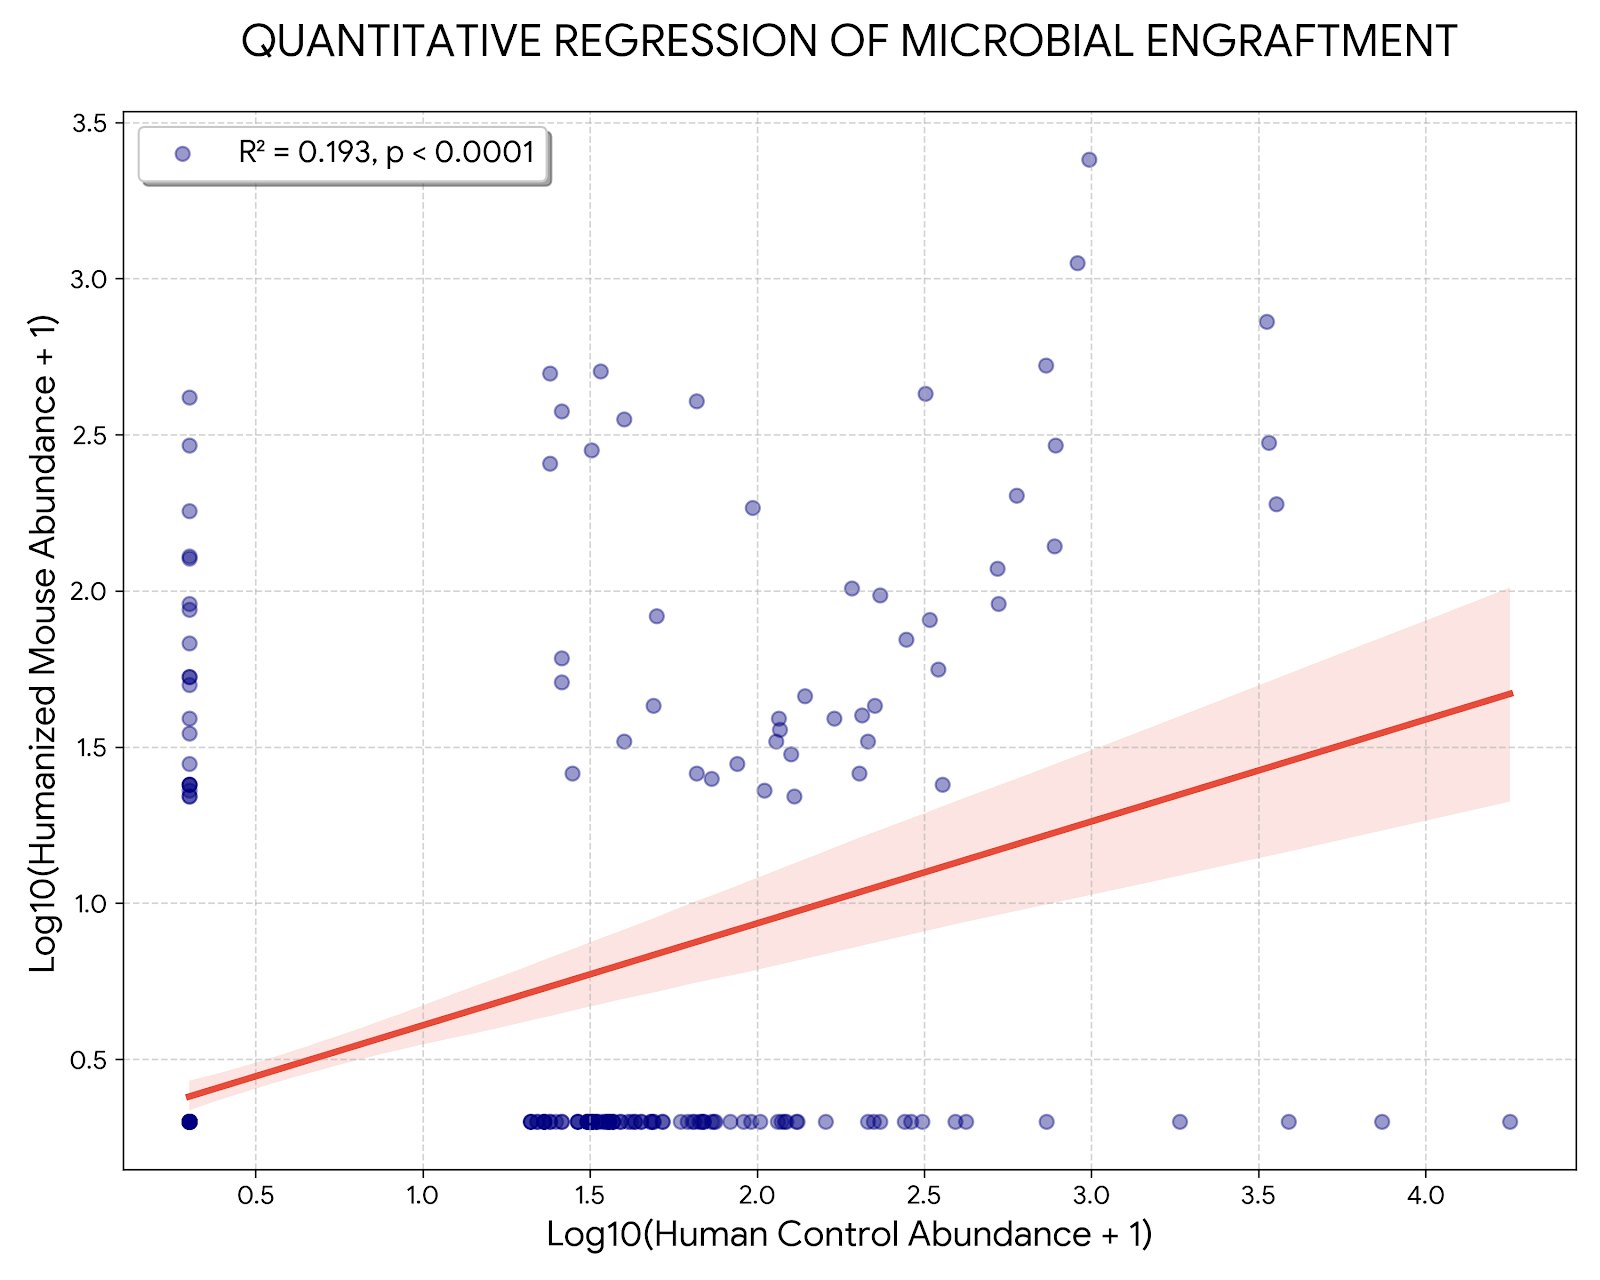 QUANTITATIVE REGRESSION OF MICROBIAL ENGRAFTMENT
R² = 0.193, p < 0.0001
Log10(Humanized Mouse Abundance + 1)
3.5
3.0
2.5
2.0
1.5
1.0
0.5
0.5 1.0 1.5 2.0 2.5 3.0 3.5 4.0
Log10(Human Control Abundance + 1)